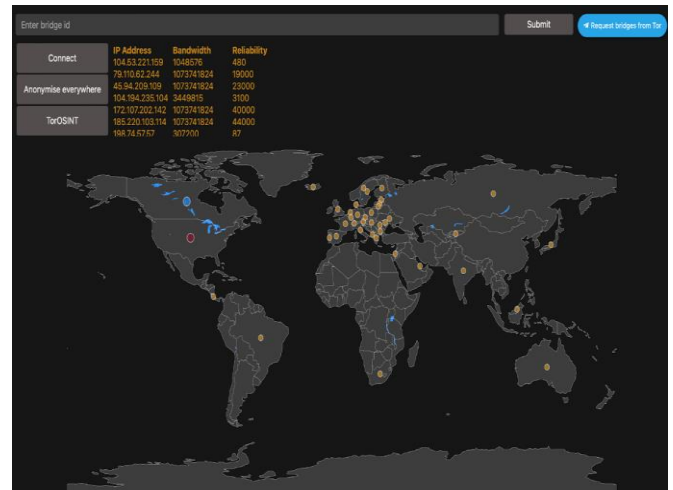 Enter bridge id
Submit
Request bridges from Tor
Connect
Anonymise everywhere
TorOSINT
IP Address Bandwidth Reliability
104.53.221.159 1048576 480
79.110.62.244 1073741824 19000
45.94.209.109 1073741824 23000
104.194.235.104 3449815 3100
172.107.202.142 1073741824 40000
185.220.103.114 1073741824 44000
198.74.57.57 307200 87